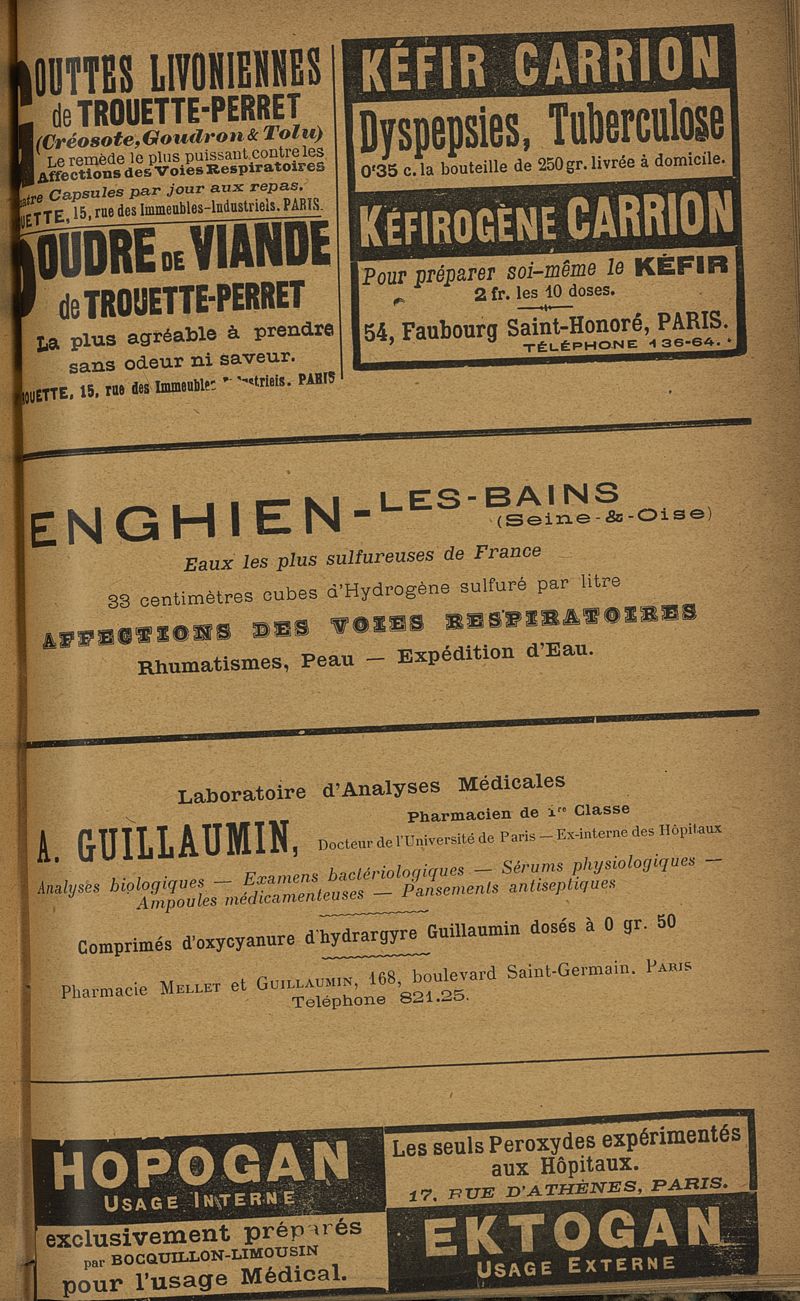 OUTTES LIVONIENNES
de TROUETTE-PERRET
(Créosote, Goudron & Tolu)
Le remède le plus puissant contre les
Affections des Voies Respiratoires
Capsules par jour aux repas.
15, rue des Immeubles-Industriels. PARIS.
OUDRE DE VIANDE
de TROUETTE-PERRET
La plus agréable à prendre
sans odeur ni saveur.
OUETTE, 15, rue des PARIS
KÉFIR CARRION
Dyspepsies, Tuberculose
0f35 c. la bouteille de 250 gr. livrée à domicile.
KÉFIROGÈNE CARRION
Pour préparer soi-même le KÉFIR
2 fr. les 10 doses.
54, Faubourg Saint-Honoré, PARIS.
TÉLÉPHONE 136-64.
ENGHIEN-LES-BAINS
(Seine-&-Oise)
Eaux les plus sulfureuses de France
33 centimètres cubes d'Hydrogène sulfuré par litre
AFFECTIONS DES VOIES RESPIRATOIRES
Rhumatismes, Peau — Expédition d'Eau.
Laboratoire d'Analyses Médicales
A. GUILLAUMIN,
Pharmacien de 1re Classe
Docteur de l'Université de Paris — Ex-interne des Hôpitaux
Analyses biologiques — Examens bactériologiques — Sérums physiologiques —
Ampoules médicamenteuses — Pansements antiseptiques
Comprimés d'oxycyanure d'hydrargyre Guillaumin dosés à 0 gr. 50
Pharmacie MELLET et GUILLAUMIN, 168, boulevard Saint-Germain. PARIS
Teléphone 821.25.
HOPOGAN
USAGE INTERNE
exclusivement préparés
par BOCQUILLON-LIMOUSIN
pour l'usage Médical.
Les seuls Peroxydes expérimentés
aux Hôpitaux.
17, RUE D'ATHÈNES, PARIS.
EKTOGAN
USAGE EXTERNE